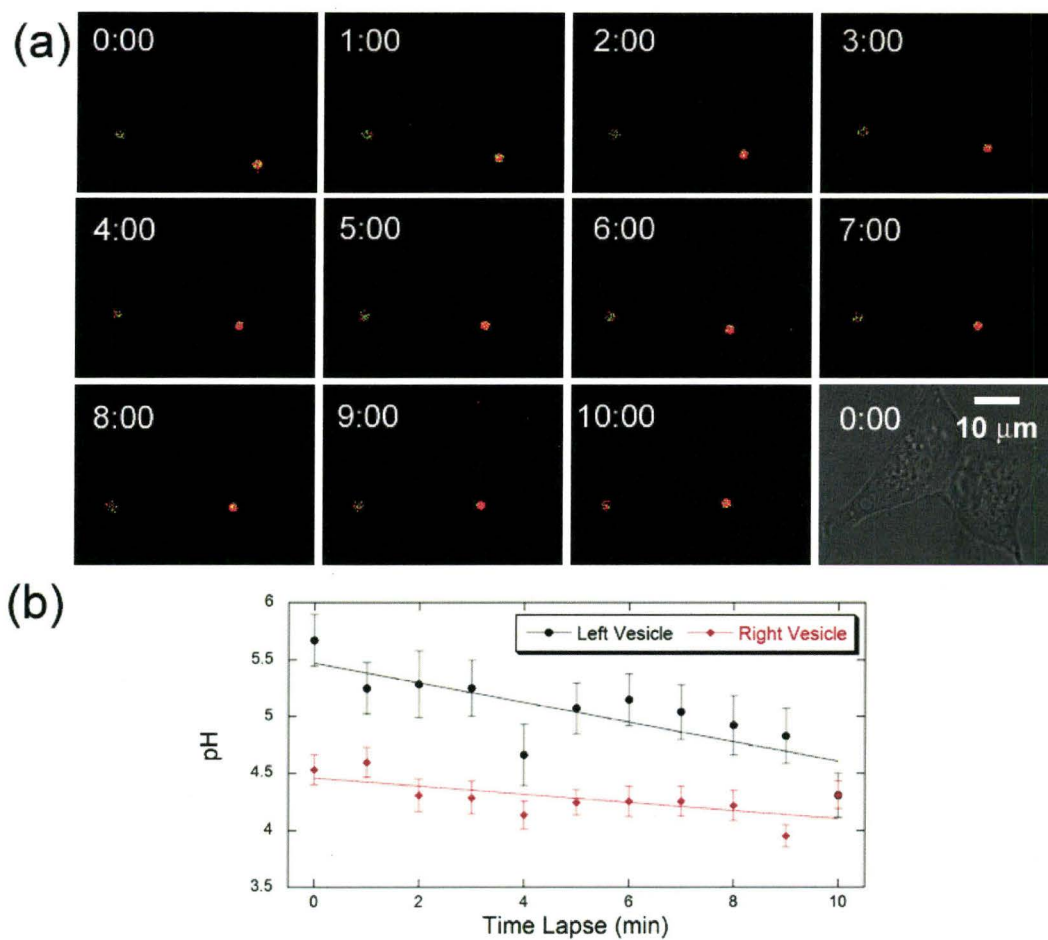 (a)
0:00 1:00 2:00 3:00
4:00 5:00 6:00 7:00
8:00 9:00 10:00 0:00
10 μm
(b)
Left Vesicle Right Vesicle
6
5.5
5
4.5
4
3.5
pH
0 2 4 6 8 10
Time Lapse (min)